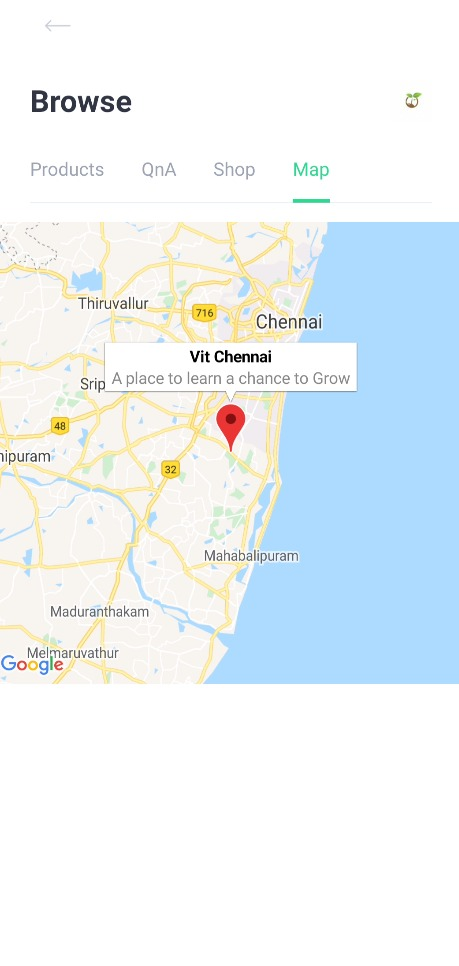 Browse
Products QnA Shop Map
Thiruvallur
716
Chennai
Vit Chennai
A place to learn a chance to Grow
Srip
48
nipuram
32
Mahabalipuram
Maduranthakam
Melmaruvathur
Google